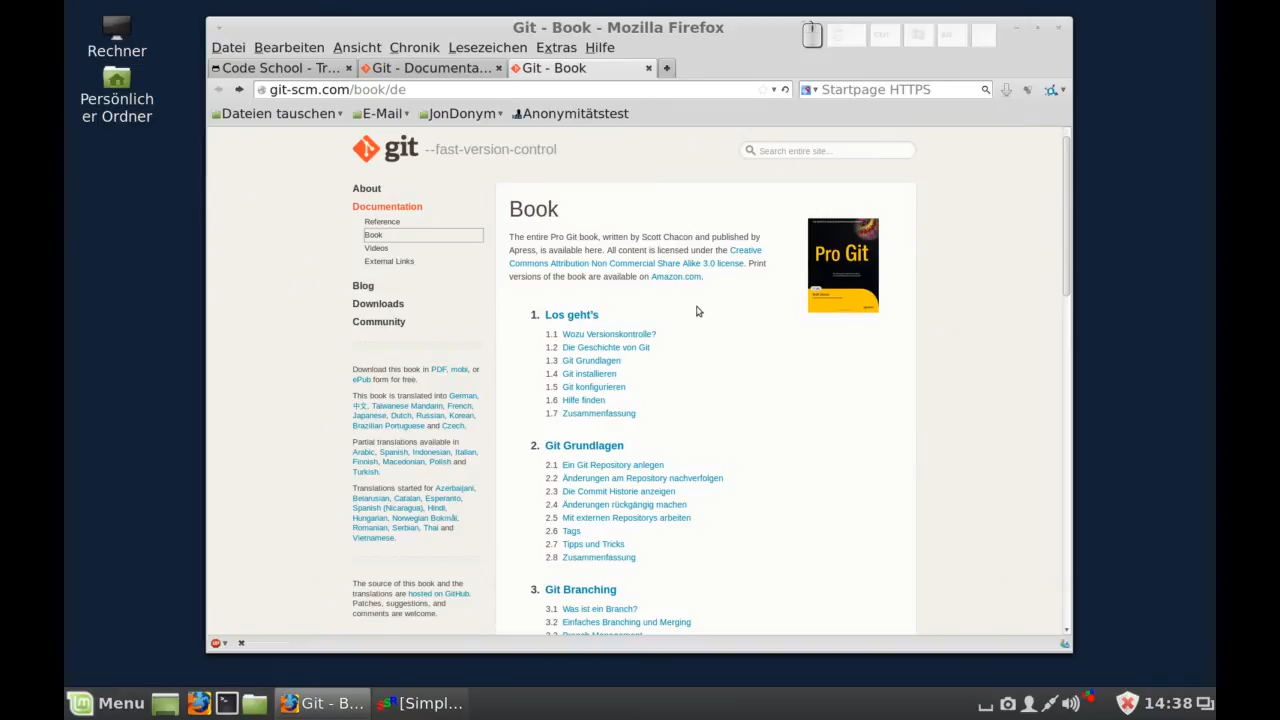 Rechner
Persönlich
er Ordner
Git - Book - Mozilla Firefox
Datei Bearbeiten Ansicht Chronik Lesezeichen Extras Hilfe
Code School - Tr...
Git - Documenta...
Git - Book
git-scm.com/book/de
Startpage HTTPS
Dateien tauschen
E-Mail
JonDonym
Anonymitätstest
git --fast-version-control
Search entire site...
About
Documentation
Reference
Book
Videos
External Links
Blog
Downloads
Community
Download this book in PDF, mobi, or
ePub form for free.
This book is translated into German,
中文, Taiwanese Mandarin, French,
Japanese, Dutch, Russian, Korean,
Brazilian Portuguese and Czech.
Partial translations available in
Arabic, Spanish, Indonesian, Italian,
Finnish, Macedonian, Polish and
Turkish.
Translations started for Azerbaijani,
Belarusian, Catalan, Esperanto,
Spanish (Nicaragua), Hindi,
Hungarian, Norwegian Bokmål,
Romanian, Serbian, Thai and
Vietnamese.
The source of this book and the
translations are hosted on GitHub.
Patches, suggestions, and
comments are welcome.
Book
The entire Pro Git book, written by Scott Chacon and published by
Apress, is available here. All content is licensed under the Creative
Commons Attribution Non Commercial Share Alike 3.0 license. Print
versions of the book are available on Amazon.com.
Pro Git
1. Los geht's
1.1 Wozu Versionskontrolle?
1.2 Die Geschichte von Git
1.3 Git Grundlagen
1.4 Git installieren
1.5 Git konfigurieren
1.6 Hilfe finden
1.7 Zusammenfassung
2. Git Grundlagen
2.1 Ein Git Repository anlegen
2.2 Änderungen am Repository nachverfolgen
2.3 Die Commit Historie anzeigen
2.4 Änderungen rückgängig machen
2.5 Mit externen Repositorys arbeiten
2.6 Tags
2.7 Tipps und Tricks
2.8 Zusammenfassung
3. Git Branching
3.1 Was ist ein Branch?
3.2 Einfaches Branching und Merging
Menu
Git - B...
[Simpl...
14:38